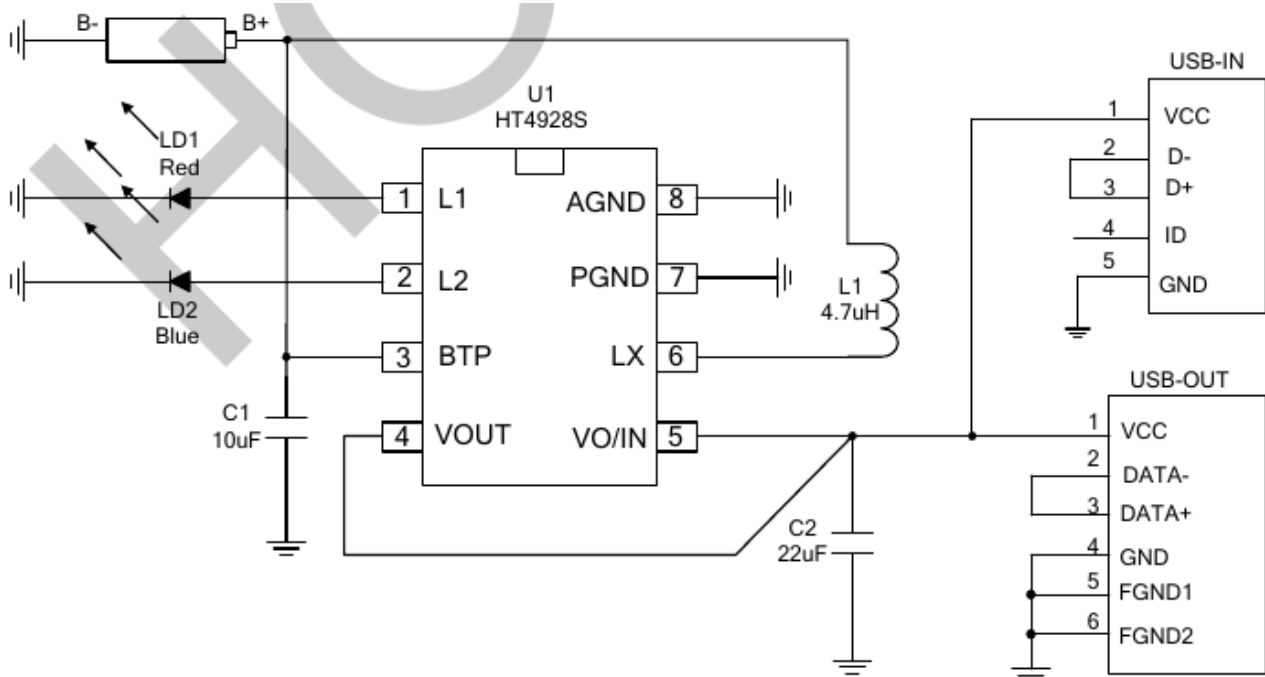 B-
B+
USB-IN
U1
HT4928S
1
VCC
LD1
Red
2
D-
3
D+
1
L1
AGND
8
4
ID
5
GND
2
L2
PGND
7
L1
4.7uH
LD2
Blue
3
BTP
LX
6
USB-OUT
C1
10uF
4
VOUT
VO/IN
5
1
VCC
2
DATA-
3
DATA+
C2
22uF
4
GND
5
FGND1
6
FGND2